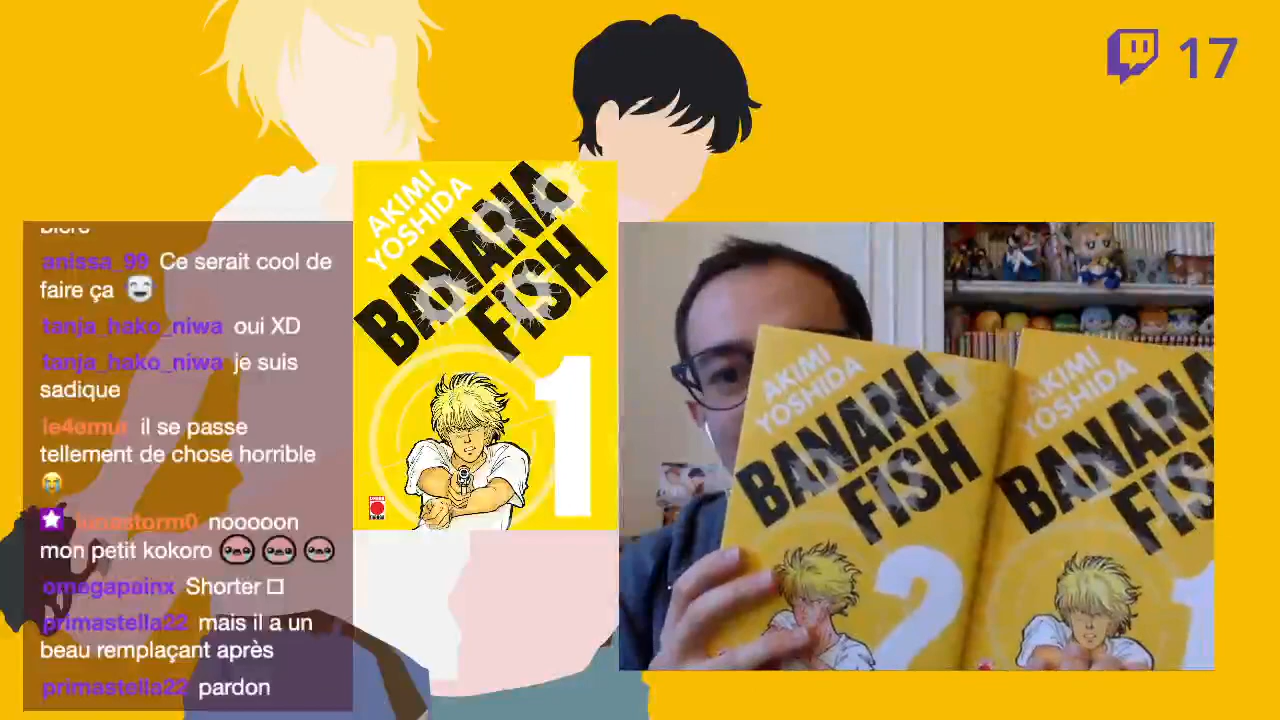 17
anissa_99 Ce serait cool de
faire ça
tanja_hako_niwa oui XD
tanja_hako_niwa je suis
sadique
le4emur il se passe
tellement de chose horrible
nooooon
mon petit kokoro
omegapainx Shorter
primastella22 mais il a un
beau remplaçant après
primastella22 pardon
AKIMI
YOSHIDA
BANANA
FISH
1
AKIMI
YOSHIDA
BANANA
FISH
2
AKIMI
YOSHIDA
BANANA
FISH
1